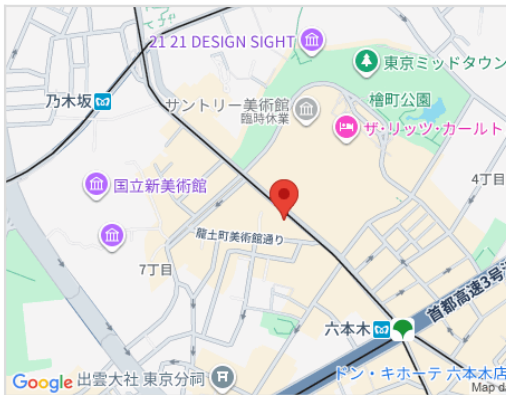 21 21 DESIGN SIGHT
東京ミッドタウン
乃木坂
サントリー美術館
臨時休業
檜町公園
ザ・リッツ・カールト
国立新美術館
4丁目
龍土町美術館通り
7丁目
首都高速3号
六本木
ドン・キホーテ 六本木店
Google
出雲大社 東京分祠
Map d